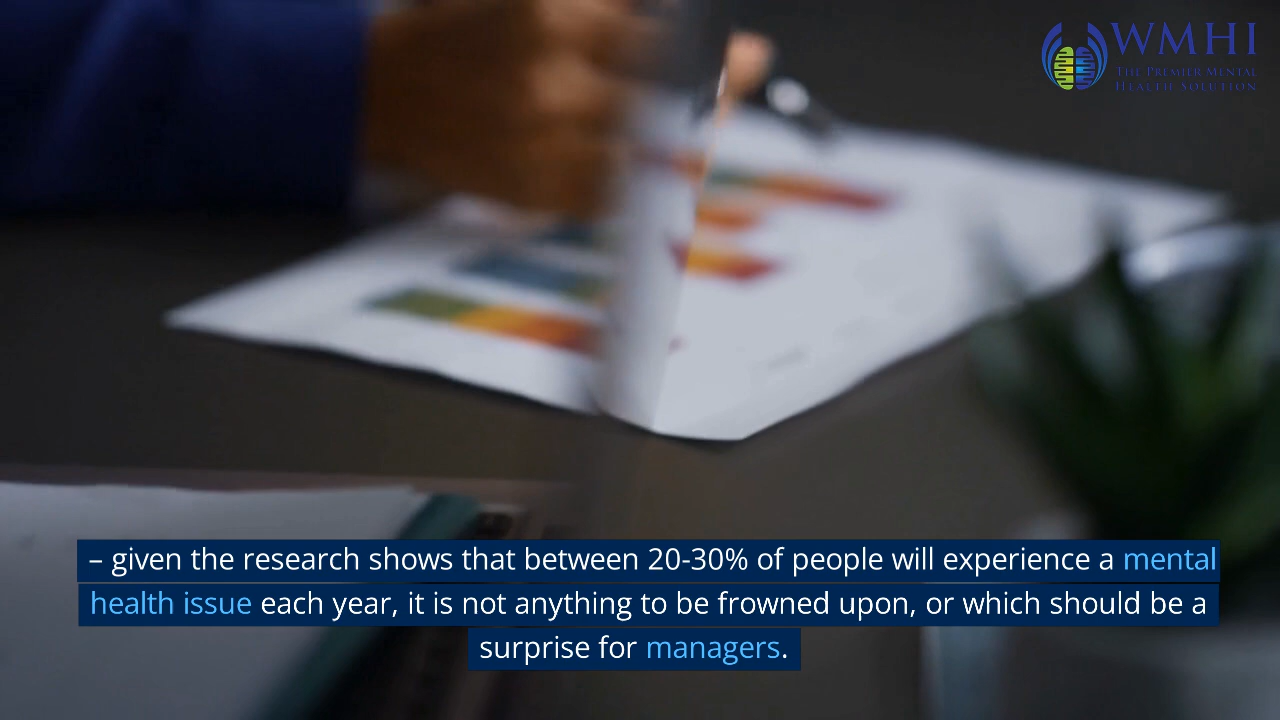 WMHI
THE PREMIER MENTAL
HEALTH SOLUTION
– given the research shows that between 20-30% of people will experience a mental
health issue each year, it is not anything to be frowned upon, or which should be a
surprise for managers.